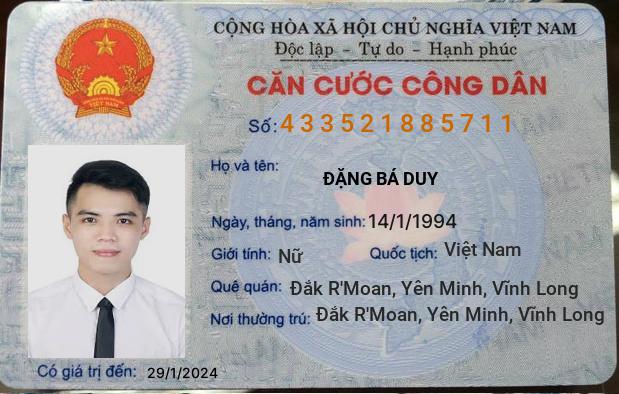 CỘNG HÒA XÃ HỘI CHỦ NGHĨA VIỆT NAM
Độc lập - Tự do - Hạnh phúc
CĂN CƯỚC CÔNG DÂN
Số: 433521885711
Họ và tên:
ĐẶNG BÁ DUY
Ngày, tháng, năm sinh: 14/1/1994
Giới tính: Nữ Quốc tịch: Việt Nam
Quê quán: Đắk R'Moan, Yên Minh, Vĩnh Long
Nơi thường trú: Đắk R'Moan, Yên Minh, Vĩnh Long
Có giá trị đến: 29/1/2024
VIỆT NAM